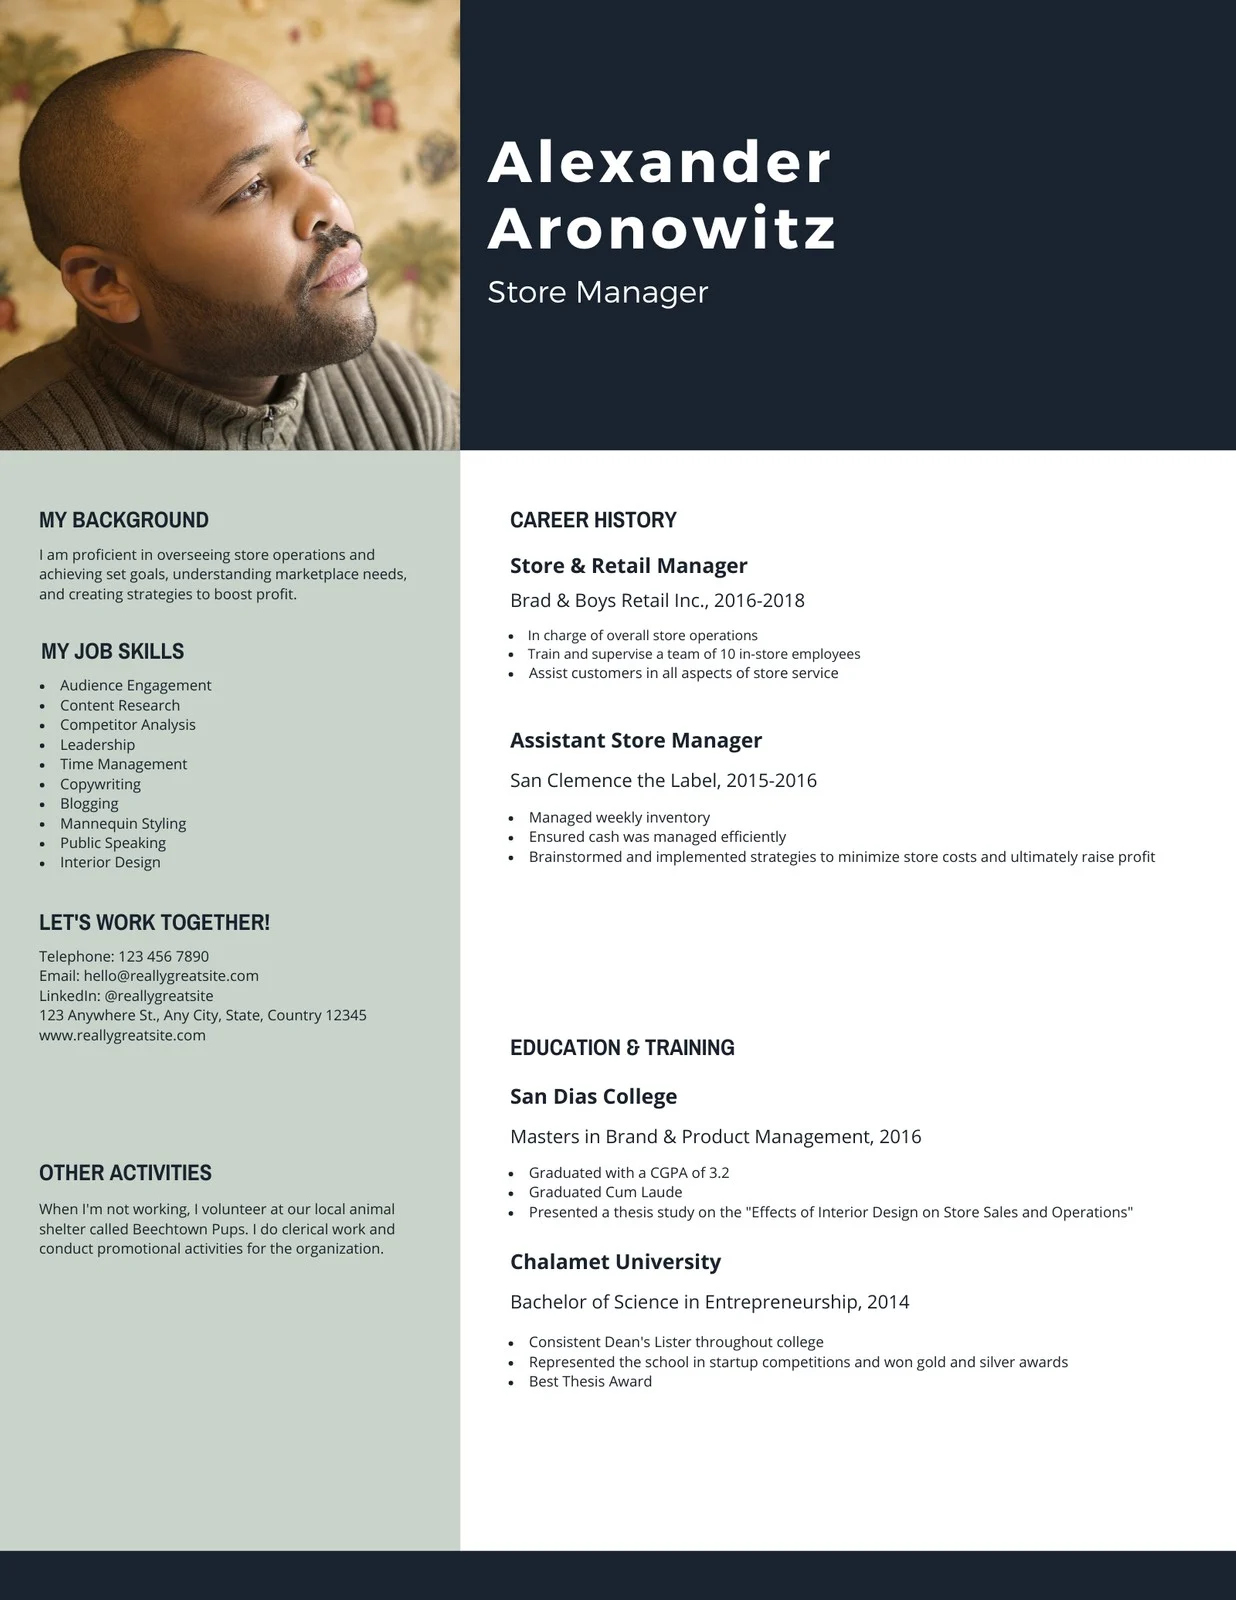 Alexander
Aronowitz
Store Manager
MY BACKGROUND
I am proficient in overseeing store operations and
achieving set goals, understanding marketplace needs,
and creating strategies to boost profit.
MY JOB SKILLS
• Audience Engagement
• Content Research
• Competitor Analysis
• Leadership
• Time Management
• Copywriting
• Blogging
• Mannequin Styling
• Public Speaking
• Interior Design
LET'S WORK TOGETHER!
Telephone: 123 456 7890
Email: hello@reallygreatsite.com
LinkedIn: @reallygreatsite
123 Anywhere St., Any City, State, Country 12345
www.reallygreatsite.com
OTHER ACTIVITIES
When I'm not working, I volunteer at our local animal
shelter called Beechtown Pups. I do clerical work and
conduct promotional activities for the organization.
CAREER HISTORY
Store & Retail Manager
Brad & Boys Retail Inc., 2016-2018
• In charge of overall store operations
• Train and supervise a team of 10 in-store employees
• Assist customers in all aspects of store service
Assistant Store Manager
San Clemence the Label, 2015-2016
• Managed weekly inventory
• Ensured cash was managed efficiently
• Brainstormed and implemented strategies to minimize store costs and ultimately raise profit
EDUCATION & TRAINING
San Dias College
Masters in Brand & Product Management, 2016
• Graduated with a CGPA of 3.2
• Graduated Cum Laude
• Presented a thesis study on the "Effects of Interior Design on Store Sales and Operations"
Chalamet University
Bachelor of Science in Entrepreneurship, 2014
• Consistent Dean's Lister throughout college
• Represented the school in startup competitions and won gold and silver awards
• Best Thesis Award